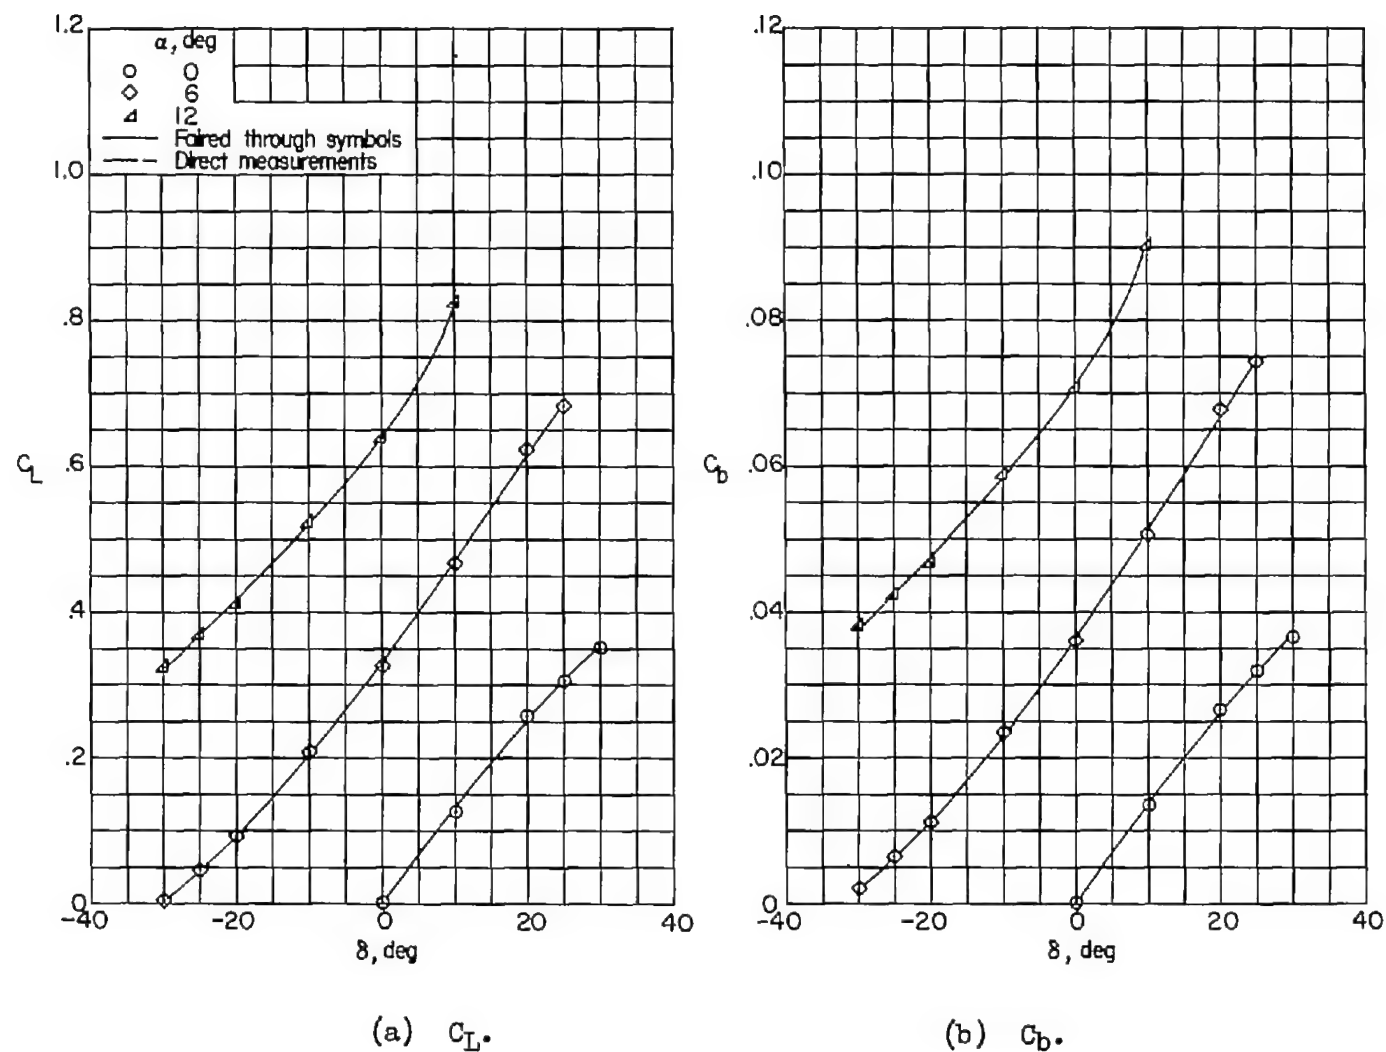 1.2
α, deg
0
6
12
Faired through symbols
Direct measurements
1.0
.8
.6
.4
.2
0
C_L
-40 -20 0 20 40
δ, deg
(a) C_L.
.12
.10
.08
.06
.04
.02
0
C_b
-40 -20 0 20 40
δ, deg
(b) C_b.